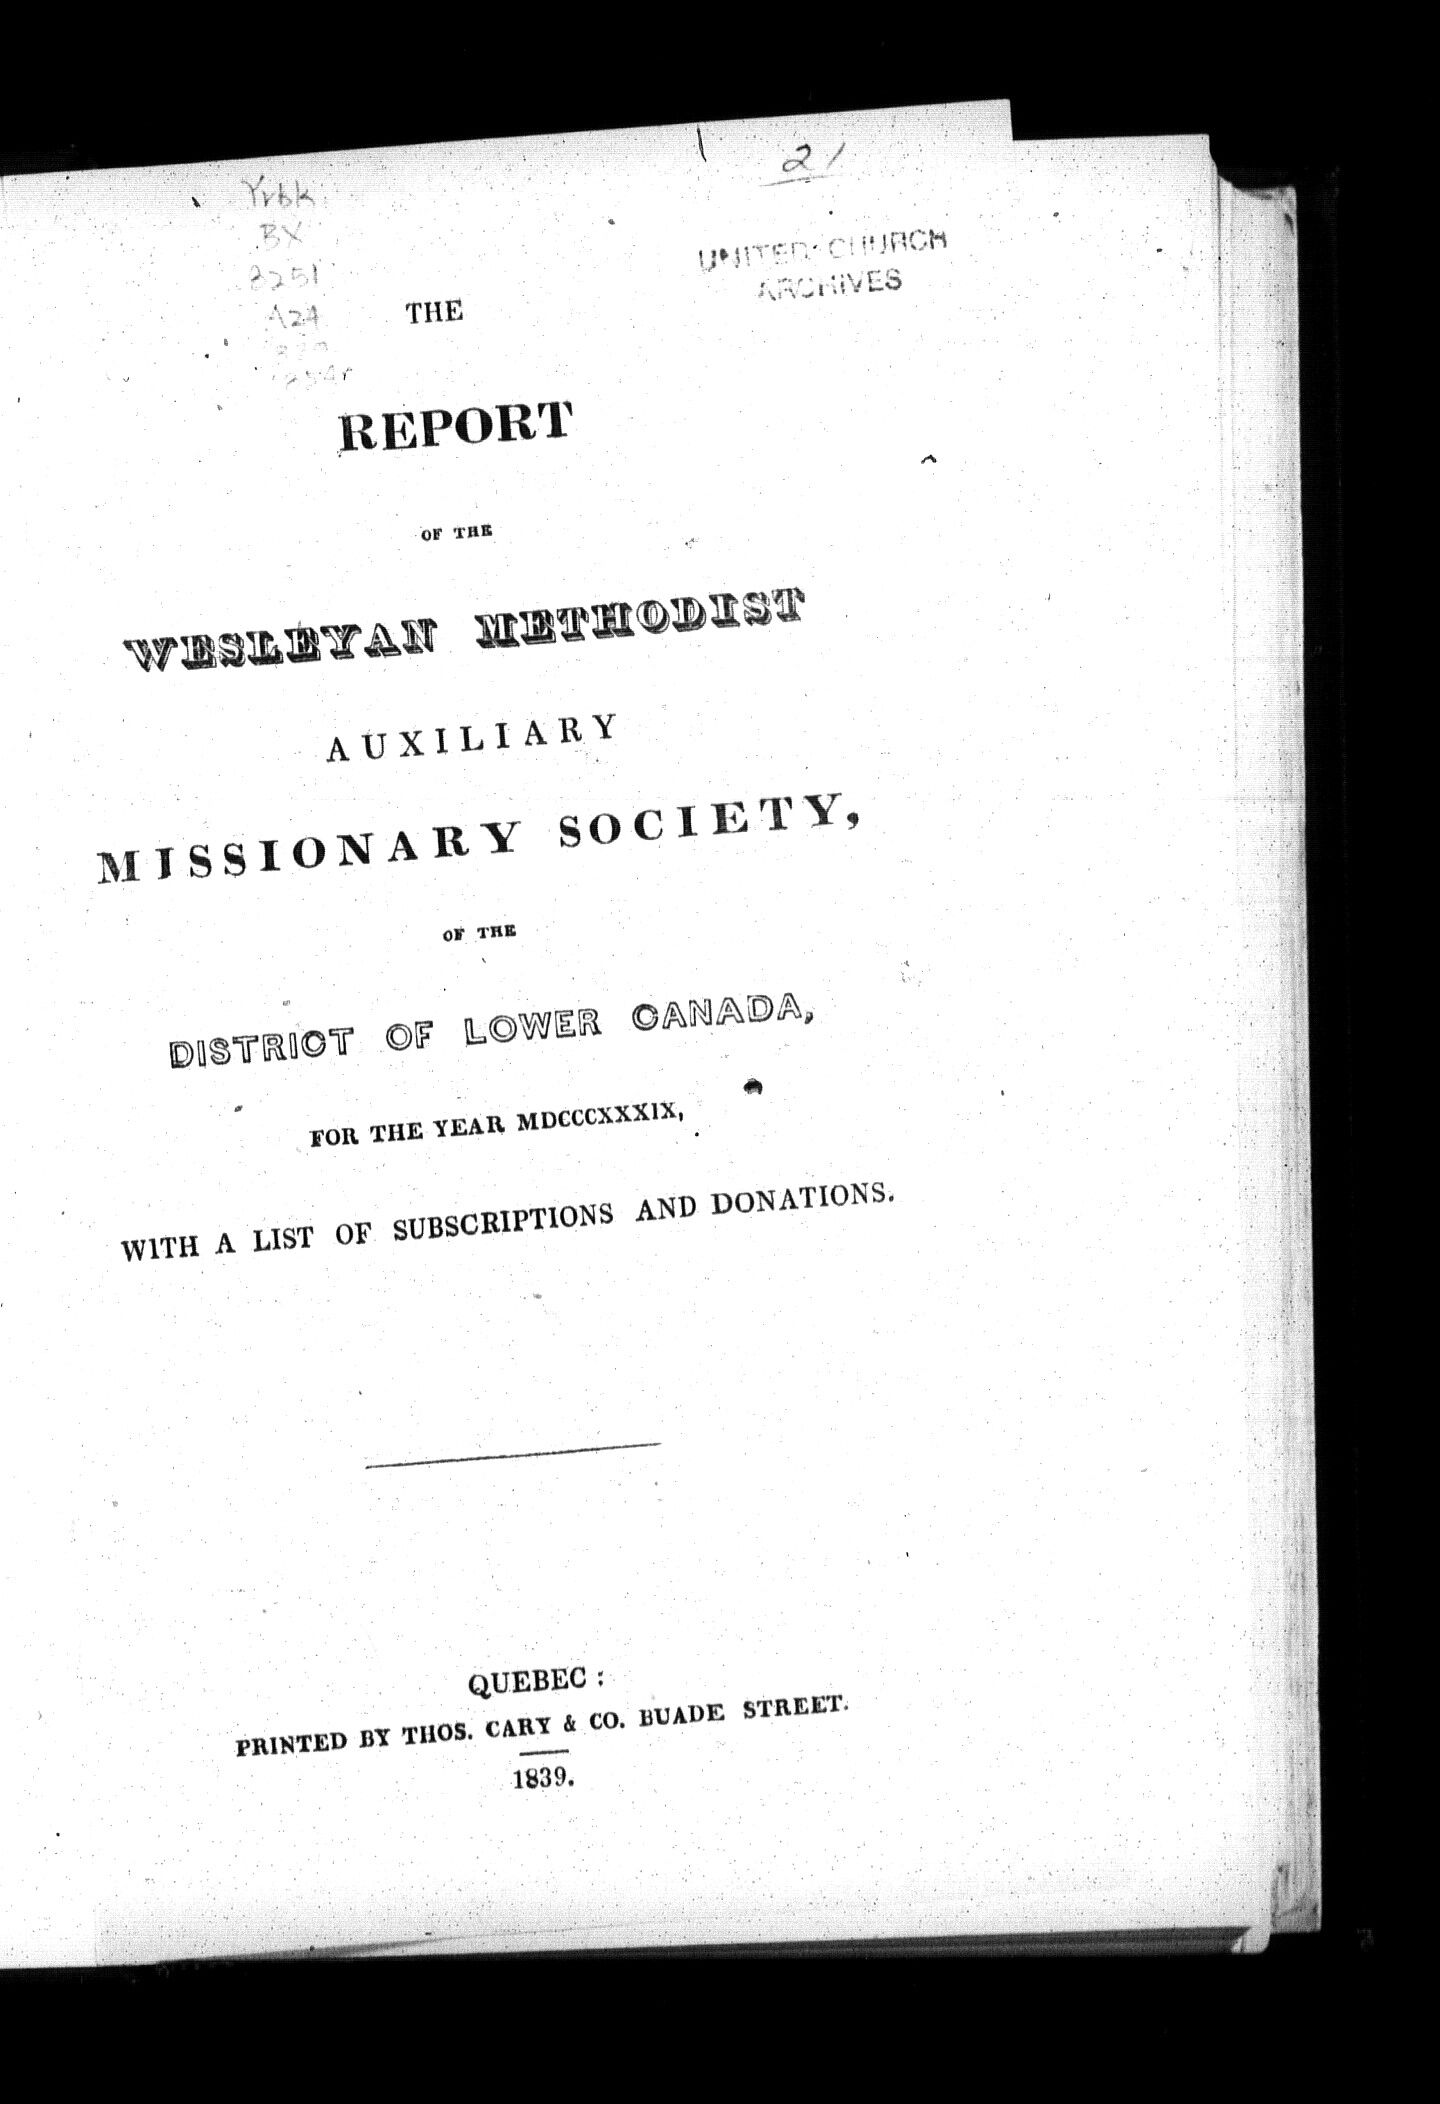 21
Yrbk
BX
8251
A24
UNITED CHURCH
ARCHIVES
THE
REPORT
OF THE
WESLEYAN METHODIST
AUXILIARY
MISSIONARY SOCIETY,
OF THE
DISTRICT OF LOWER CANADA,
FOR THE YEAR MDCCCXXXIX,
WITH A LIST OF SUBSCRIPTIONS AND DONATIONS.
QUEBEC:
PRINTED BY THOS. CARY & CO. BUADE STREET.
1839.